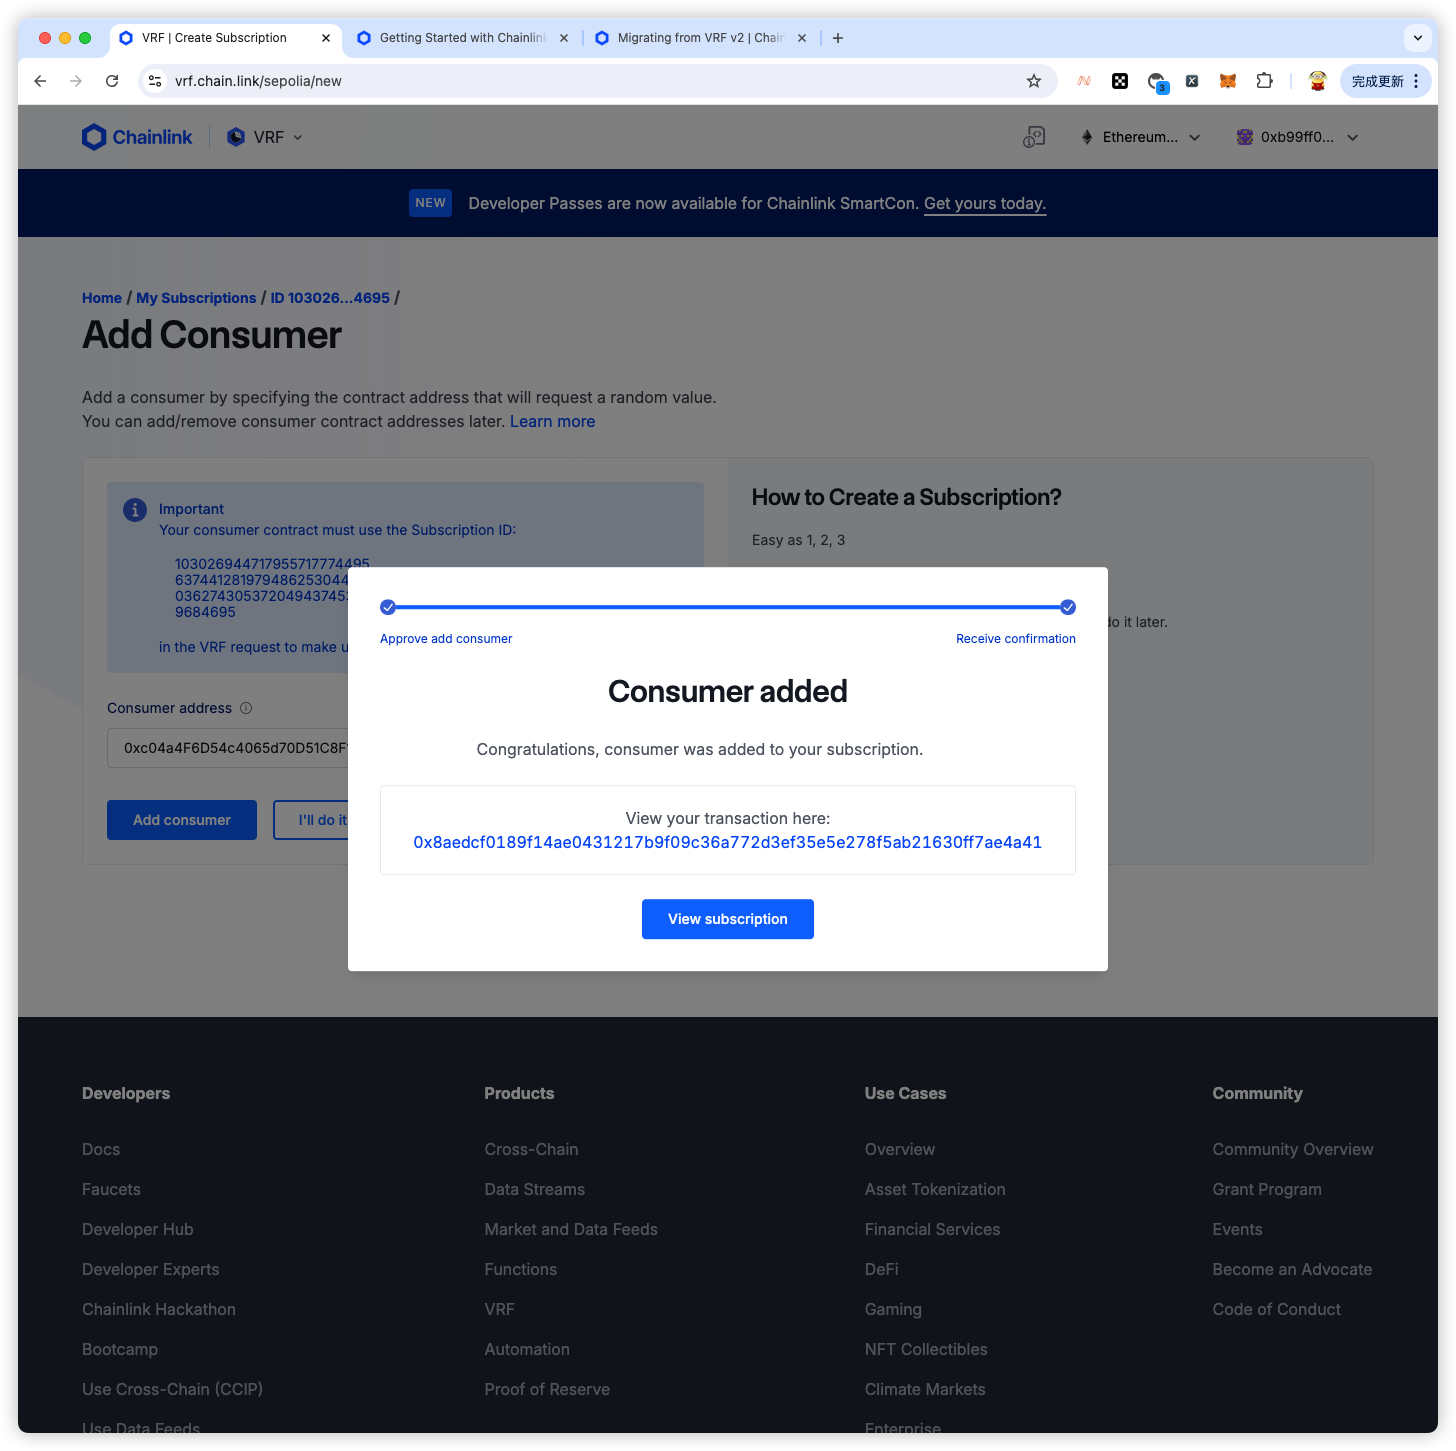 VRF | Create Subscription
Getting Started with Chainlin
Migrating from VRF v2 | Chain
vrf.chain.link/sepolia/new
3
完成更新
Chainlink
VRF
Ethereum...
0xb99ff0...
NEW
Developer Passes are now available for Chainlink SmartCon. Get yours today.
Home / My Subscriptions / ID 103026...4695 /
Add Consumer
Add a consumer by specifying the contract address that will request a random value.
You can add/remove consumer contract addresses later. Learn more
Important
Your consumer contract must use the Subscription ID:
103026944717955717774495
63744128197948625304​4
036274305372049437453
9684695
in the VRF request to make u
Consumer address
0xc04a4F6D54c4065d70D51C8F
Add consumer
I'll do it
How to Create a Subscription?
Easy as 1, 2, 3
do it later.
Approve add consumer
Receive confirmation
Consumer added
Congratulations, consumer was added to your subscription.
View your transaction here:
0x8aedcf0189f14ae0431217b9f09c36a772d3ef35e5e278f5ab21630ff7ae4a41
View subscription
Developers
Docs
Faucets
Developer Hub
Developer Experts
Chainlink Hackathon
Bootcamp
Use Cross-Chain (CCIP)
Use Data Feeds
Products
Cross-Chain
Data Streams
Market and Data Feeds
Functions
VRF
Automation
Proof of Reserve
Use Cases
Overview
Asset Tokenization
Financial Services
DeFi
Gaming
NFT Collectibles
Climate Markets
Enterprise
Community
Community Overview
Grant Program
Events
Become an Advocate
Code of Conduct